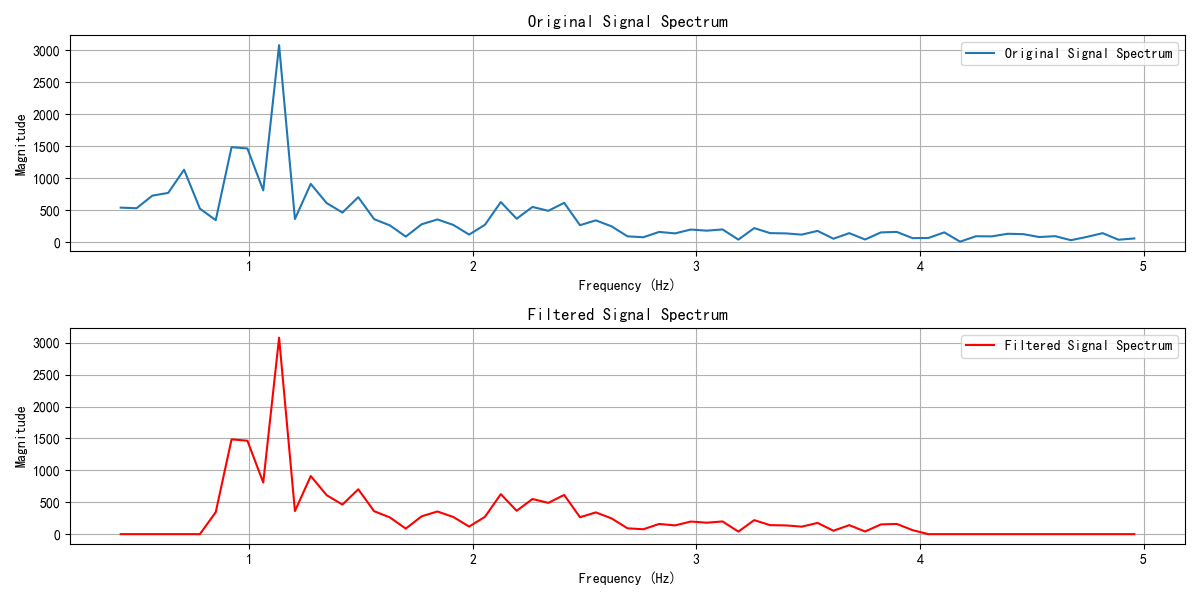 Original Signal Spectrum
Original Signal Spectrum
3000
2500
2000
1500
1000
500
0
Magnitude
1 2 3 4 5
Frequency (Hz)
Filtered Signal Spectrum
Filtered Signal Spectrum
3000
2500
2000
1500
1000
500
0
Magnitude
1 2 3 4 5
Frequency (Hz)